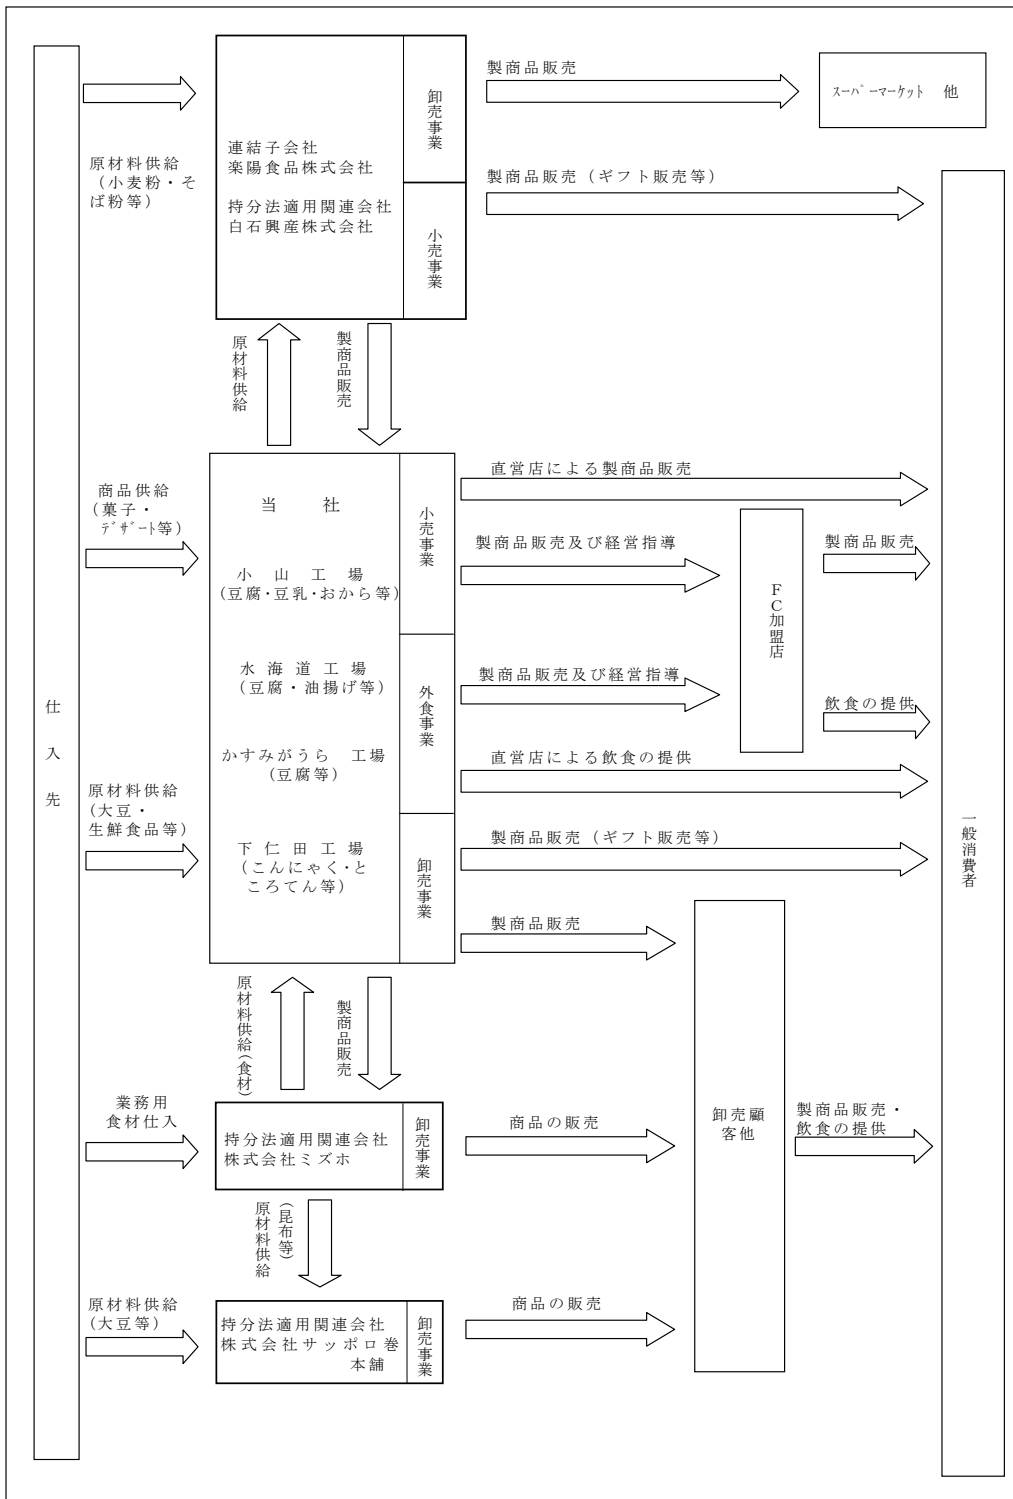 仕入先
原材料供給
(小麦粉・そ
ば粉等)
連結子会社
楽陽食品株式会社
持分法適用関連会社
白石興産株式会社
卸売事業
小売事業
製商品販売
スーパーマーケット 他
製商品販売(ギフト販売等)
原材料供給
製商品販売
商品供給
(菓子・
デザート等)
当 社
小 山 工 場
(豆腐・豆乳・おから等)
水 海 道 工 場
(豆腐・油揚げ等)
かすみがうら 工場
(豆腐等)
下 仁 田 工 場
(こんにゃく・と
ころてん等)
小売事業
外食事業
卸売事業
直営店による製商品販売
製商品販売及び経営指導
製商品販売
FC加盟店
製商品販売及び経営指導
飲食の提供
直営店による飲食の提供
原材料供給
(大豆・
生鮮食品等)
製商品販売(ギフト販売等)
製商品販売
一般消費者
原材料供給(食材)
製商品販売
業務用
食材仕入
持分法適用関連会社
株式会社ミズホ
卸売事業
商品の販売
卸売顧
客他
製商品販売・
飲食の提供
原材料供給
(昆布等)
原材料供給
(大豆等)
持分法適用関連会社
株式会社サッポロ巻
本舗
卸売事業
商品の販売